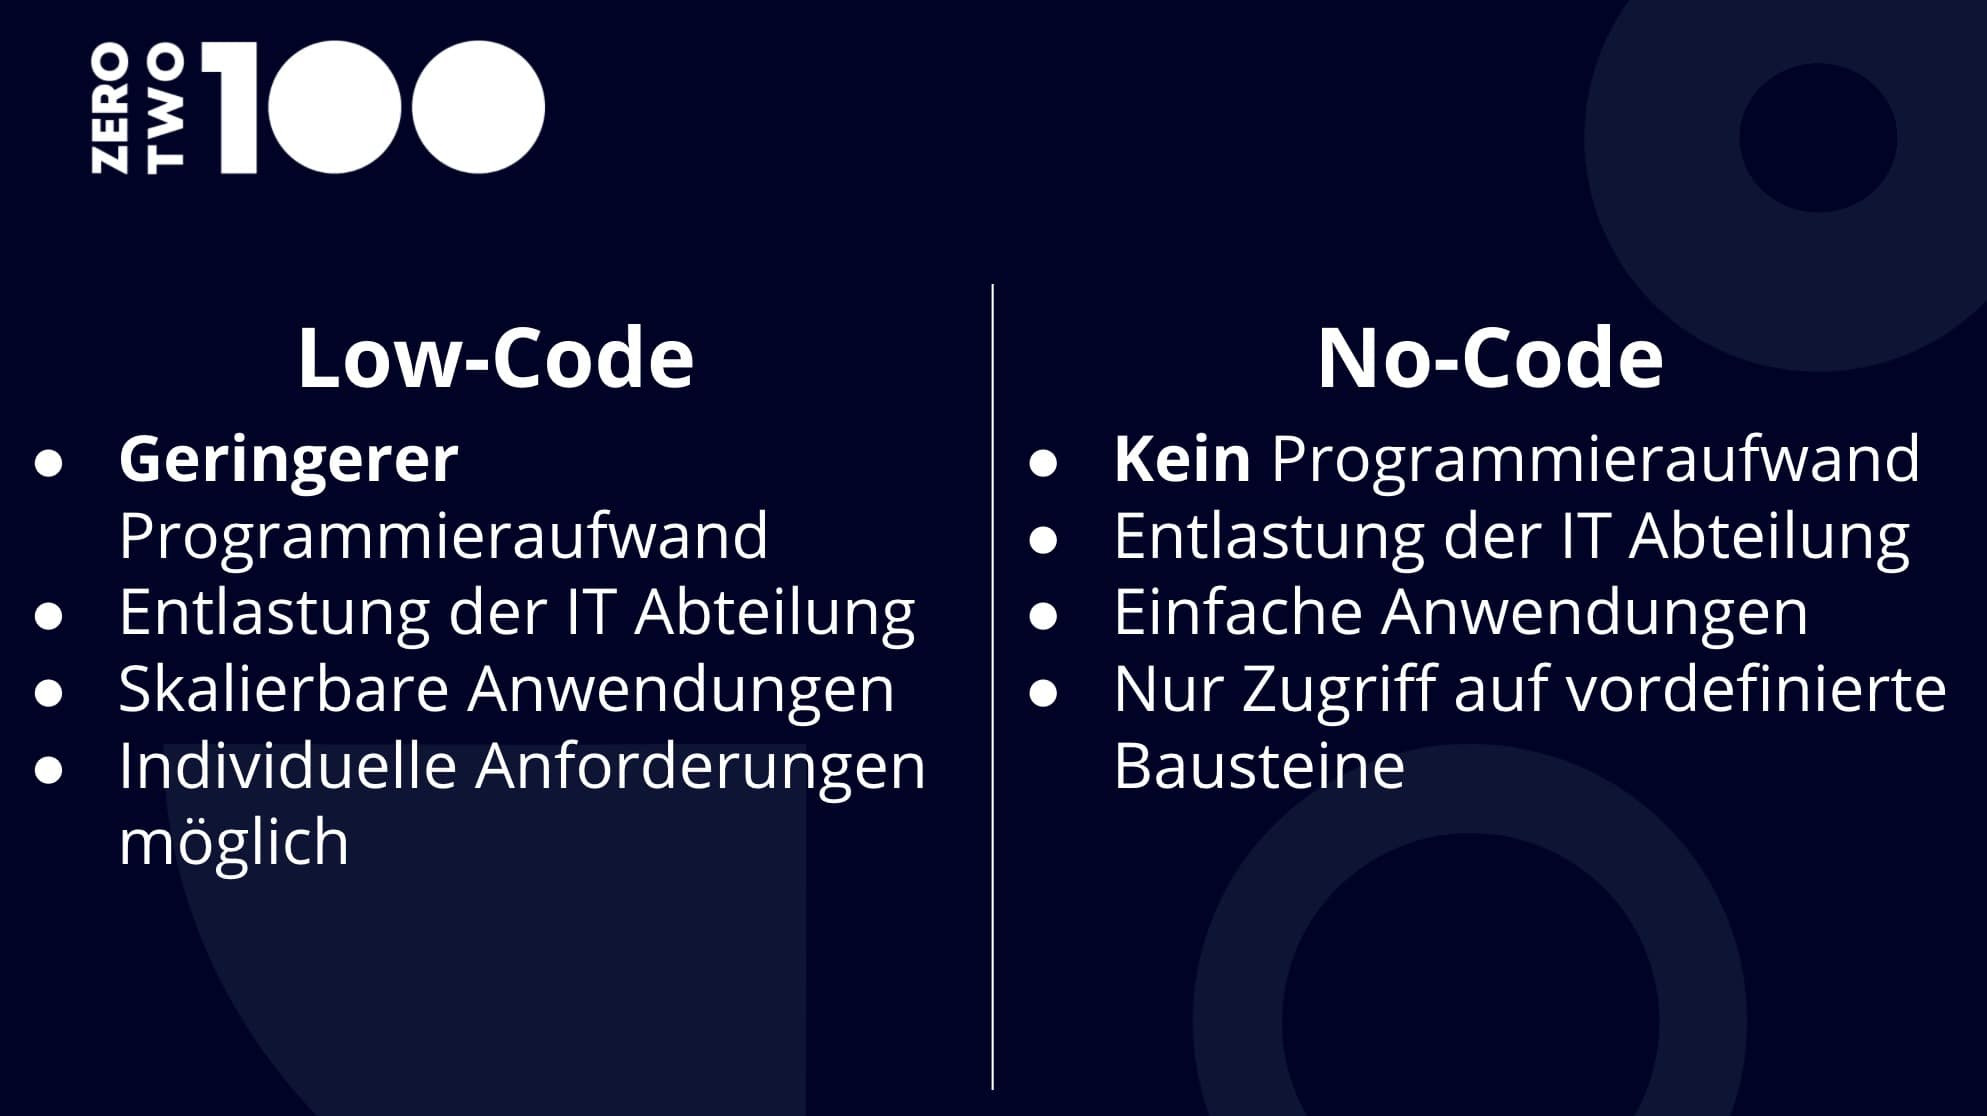 ZERO
TWO
100
Low-Code
● Geringerer
Programmieraufwand
● Entlastung der IT Abteilung
● Skalierbare Anwendungen
● Individuelle Anforderungen
möglich
No-Code
● Kein Programmieraufwand
● Entlastung der IT Abteilung
● Einfache Anwendungen
● Nur Zugriff auf vordefinierte
Bausteine